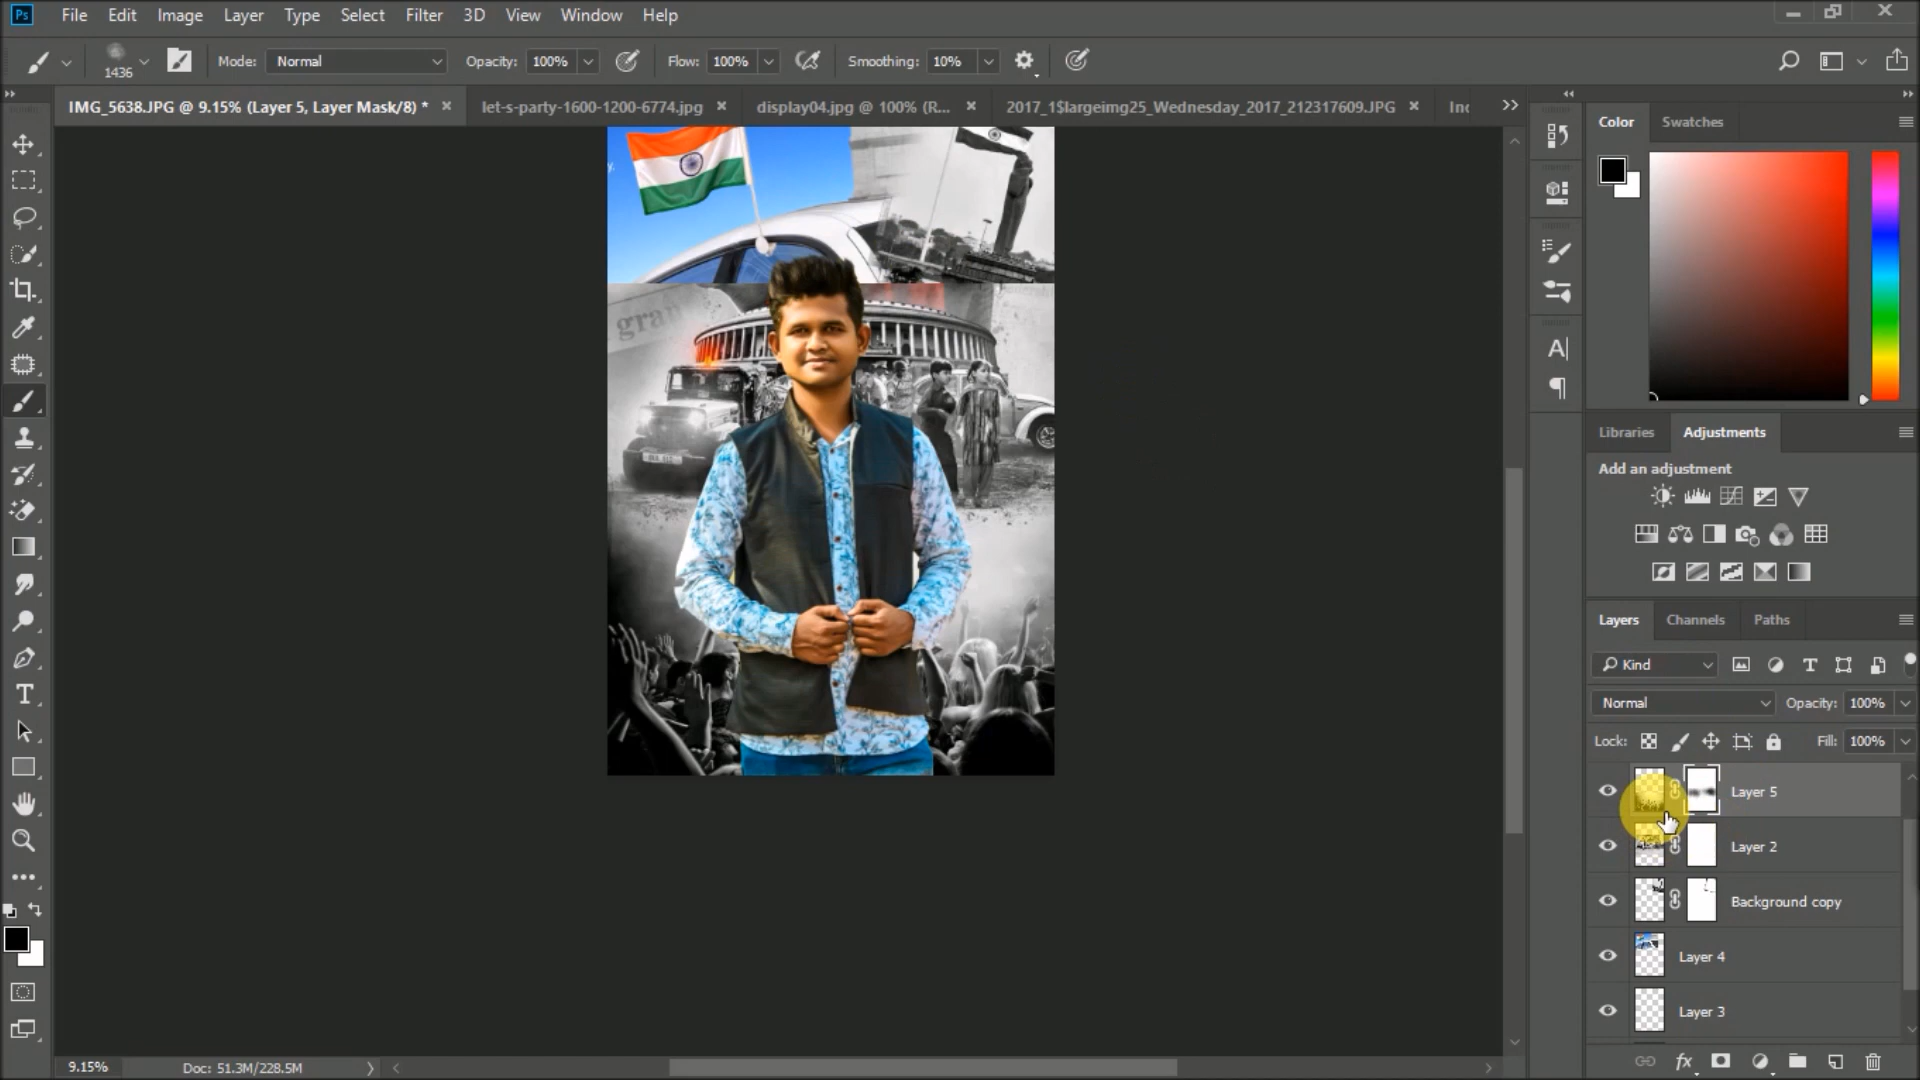 Ps File Edit Image Layer Type Select Filter 3D View Window Help
1436 Mode: Normal Opacity: 100% Flow: 100% Smoothing: 10%
IMG_5638.JPG @ 9.15% (Layer 5, Layer Mask/8) * let-s-party-1600-1200-6774.jpg display04.jpg @ 100% (R... 2017_1$largeimg25_Wednesday_2017_212317609.JPG Inc
Color Swatches
gran
Libraries Adjustments
Add an adjustment
Layers Channels Paths
Kind
Normal Opacity: 100%
Lock: Fill: 100%
Layer 5
Layer 2
Background copy
Layer 4
Layer 3
9.15% Doc: 51.3M/228.5M